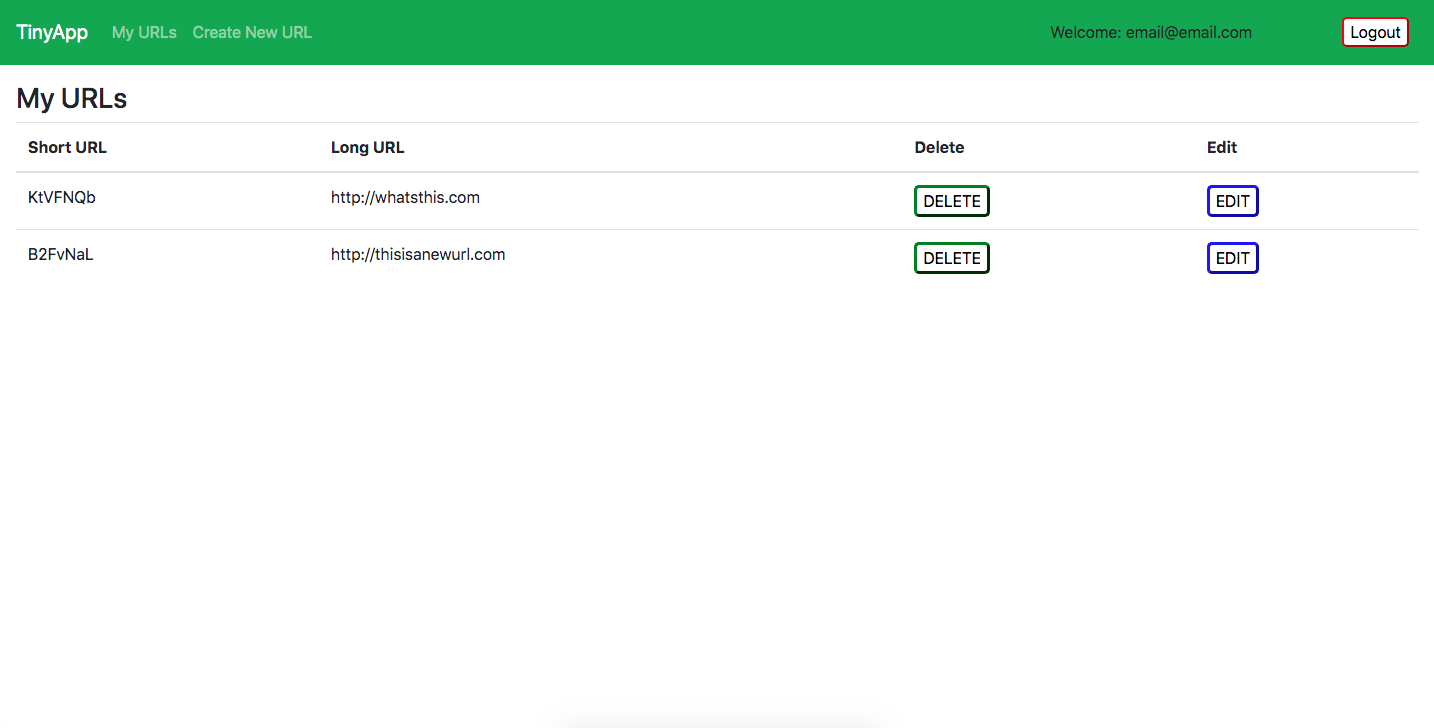 TinyApp My URLs Create New URL Welcome: email@email.com Logout
My URLs
Short URL Long URL Delete Edit
KtVFNQb http://whatsthis.com DELETE EDIT
B2FvNaL http://thisisanewurl.com DELETE EDIT